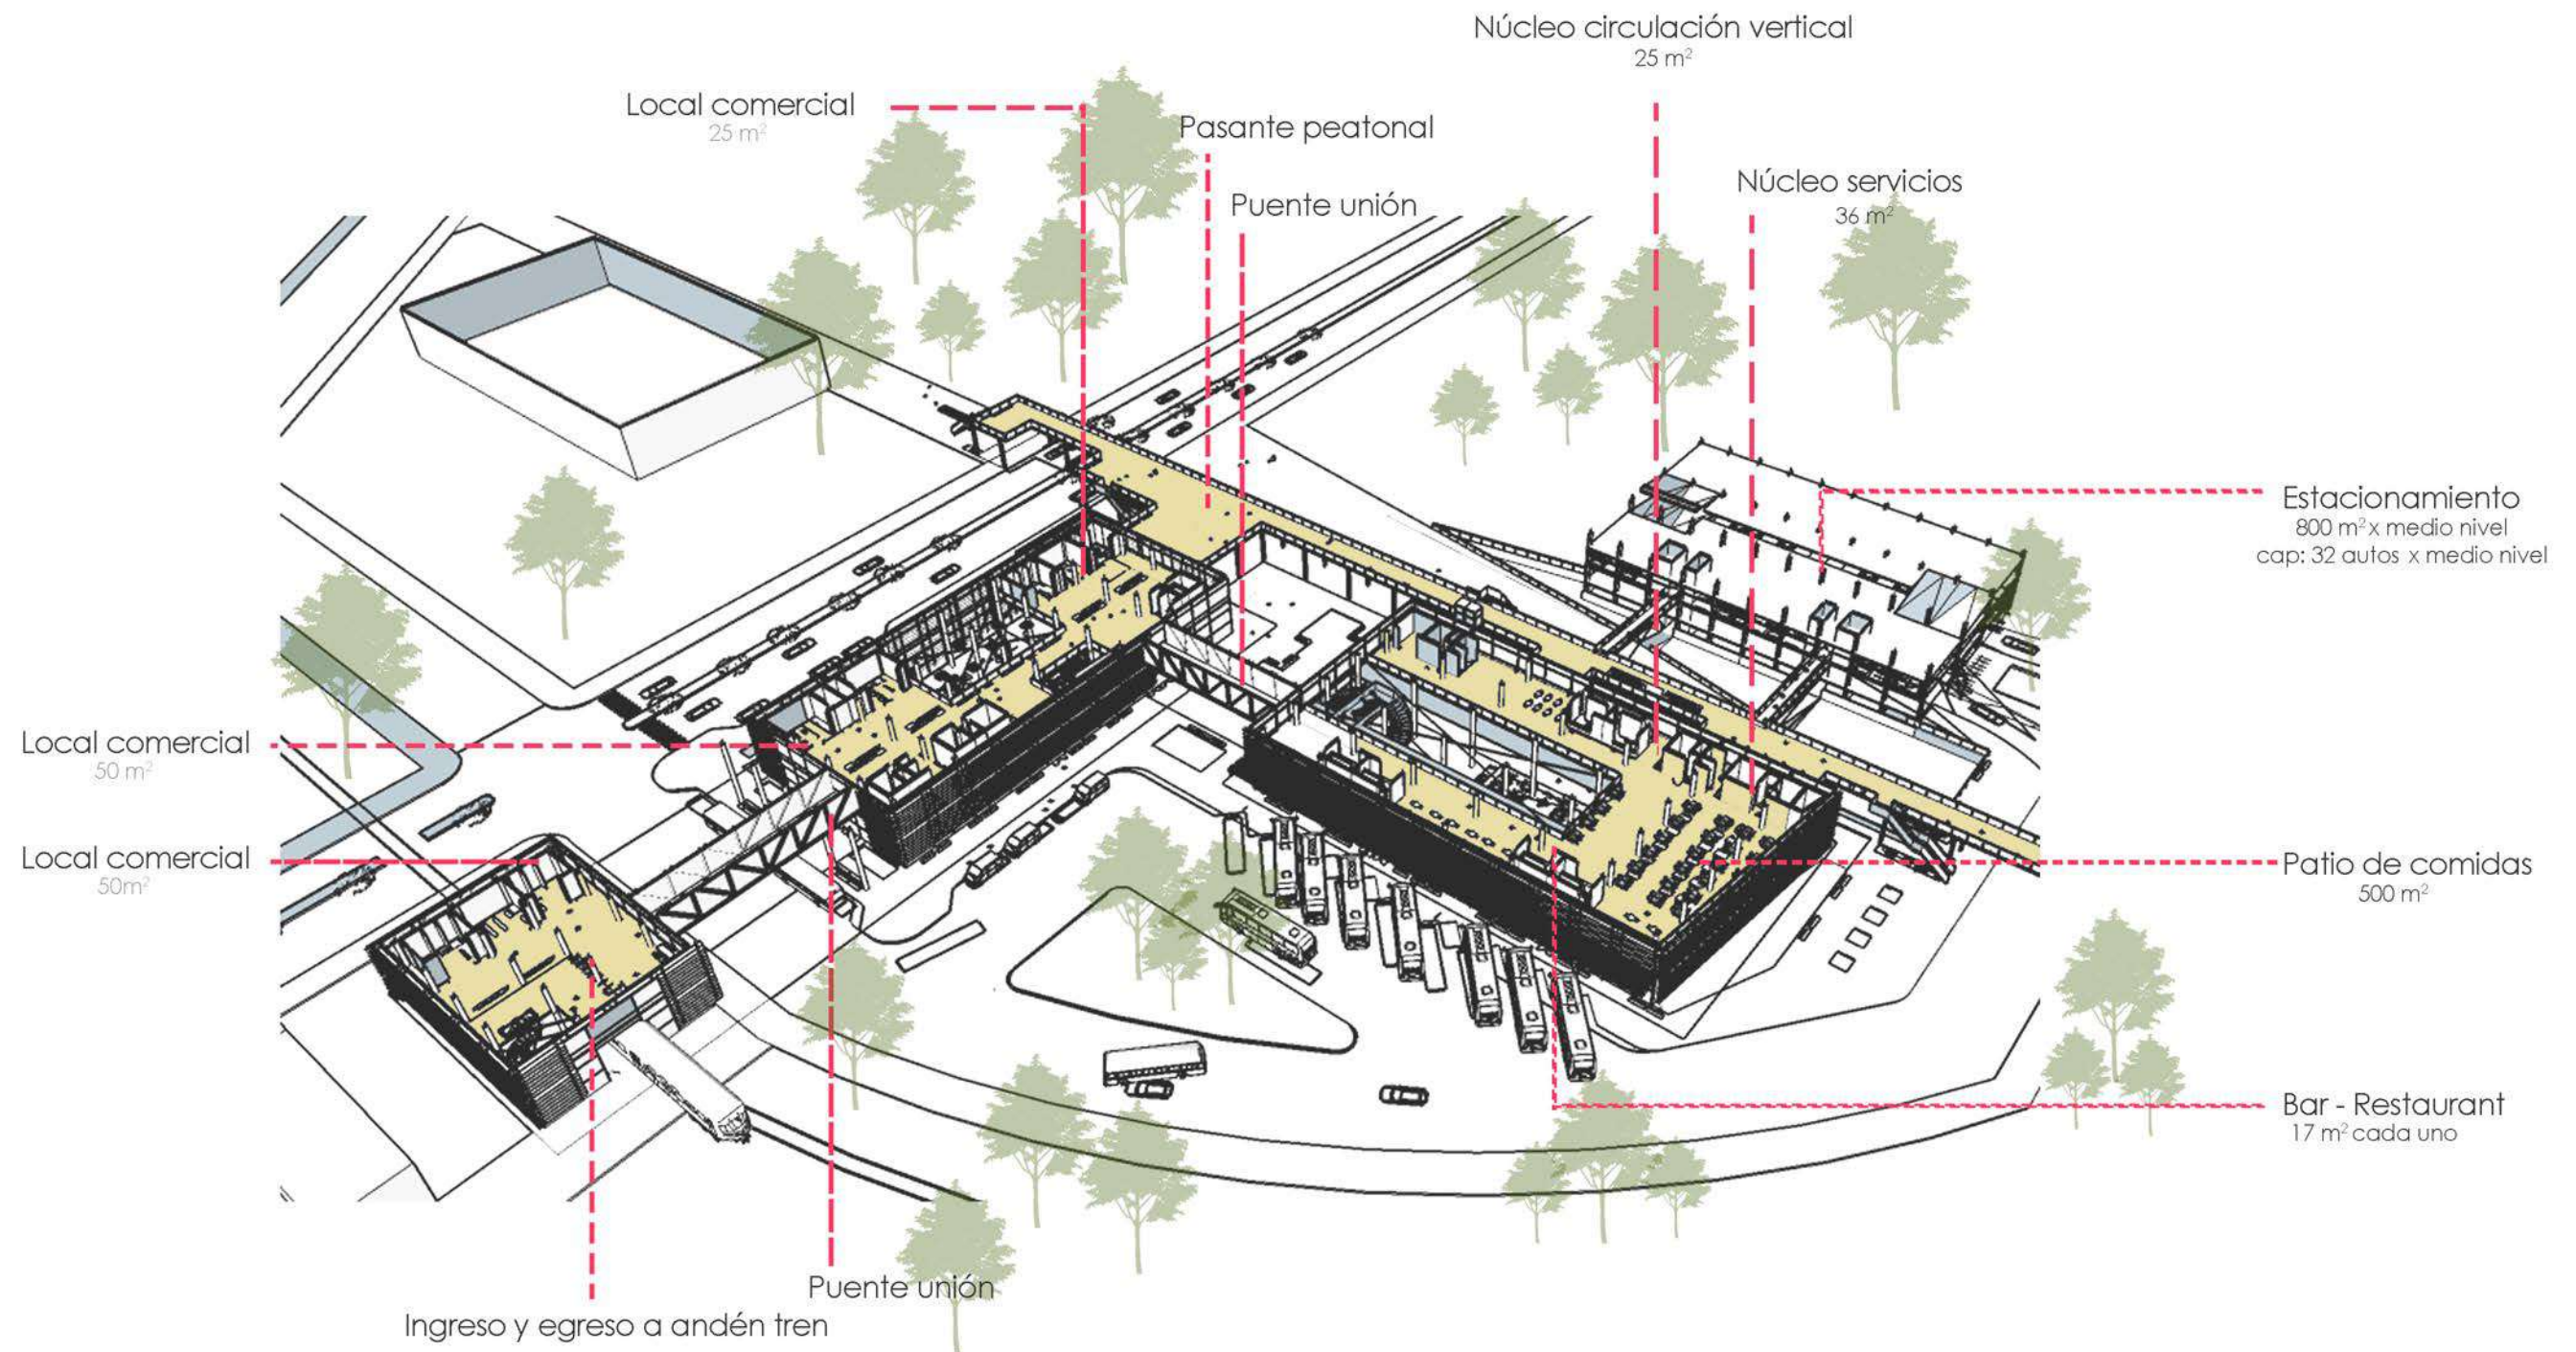 Núcleo circulación vertical
25 m²
Local comercial
25 m²
Pasante peatonal
Núcleo servicios
36 m²
Puente unión
Estacionamiento
800 m² x medio nivel
cap: 32 autos x medio nivel
Local comercial
50 m²
Local comercial
50m²
Patio de comidas
500 m²
Bar - Restaurant
17 m² cada uno
Puente unión
Ingreso y egreso a andén tren